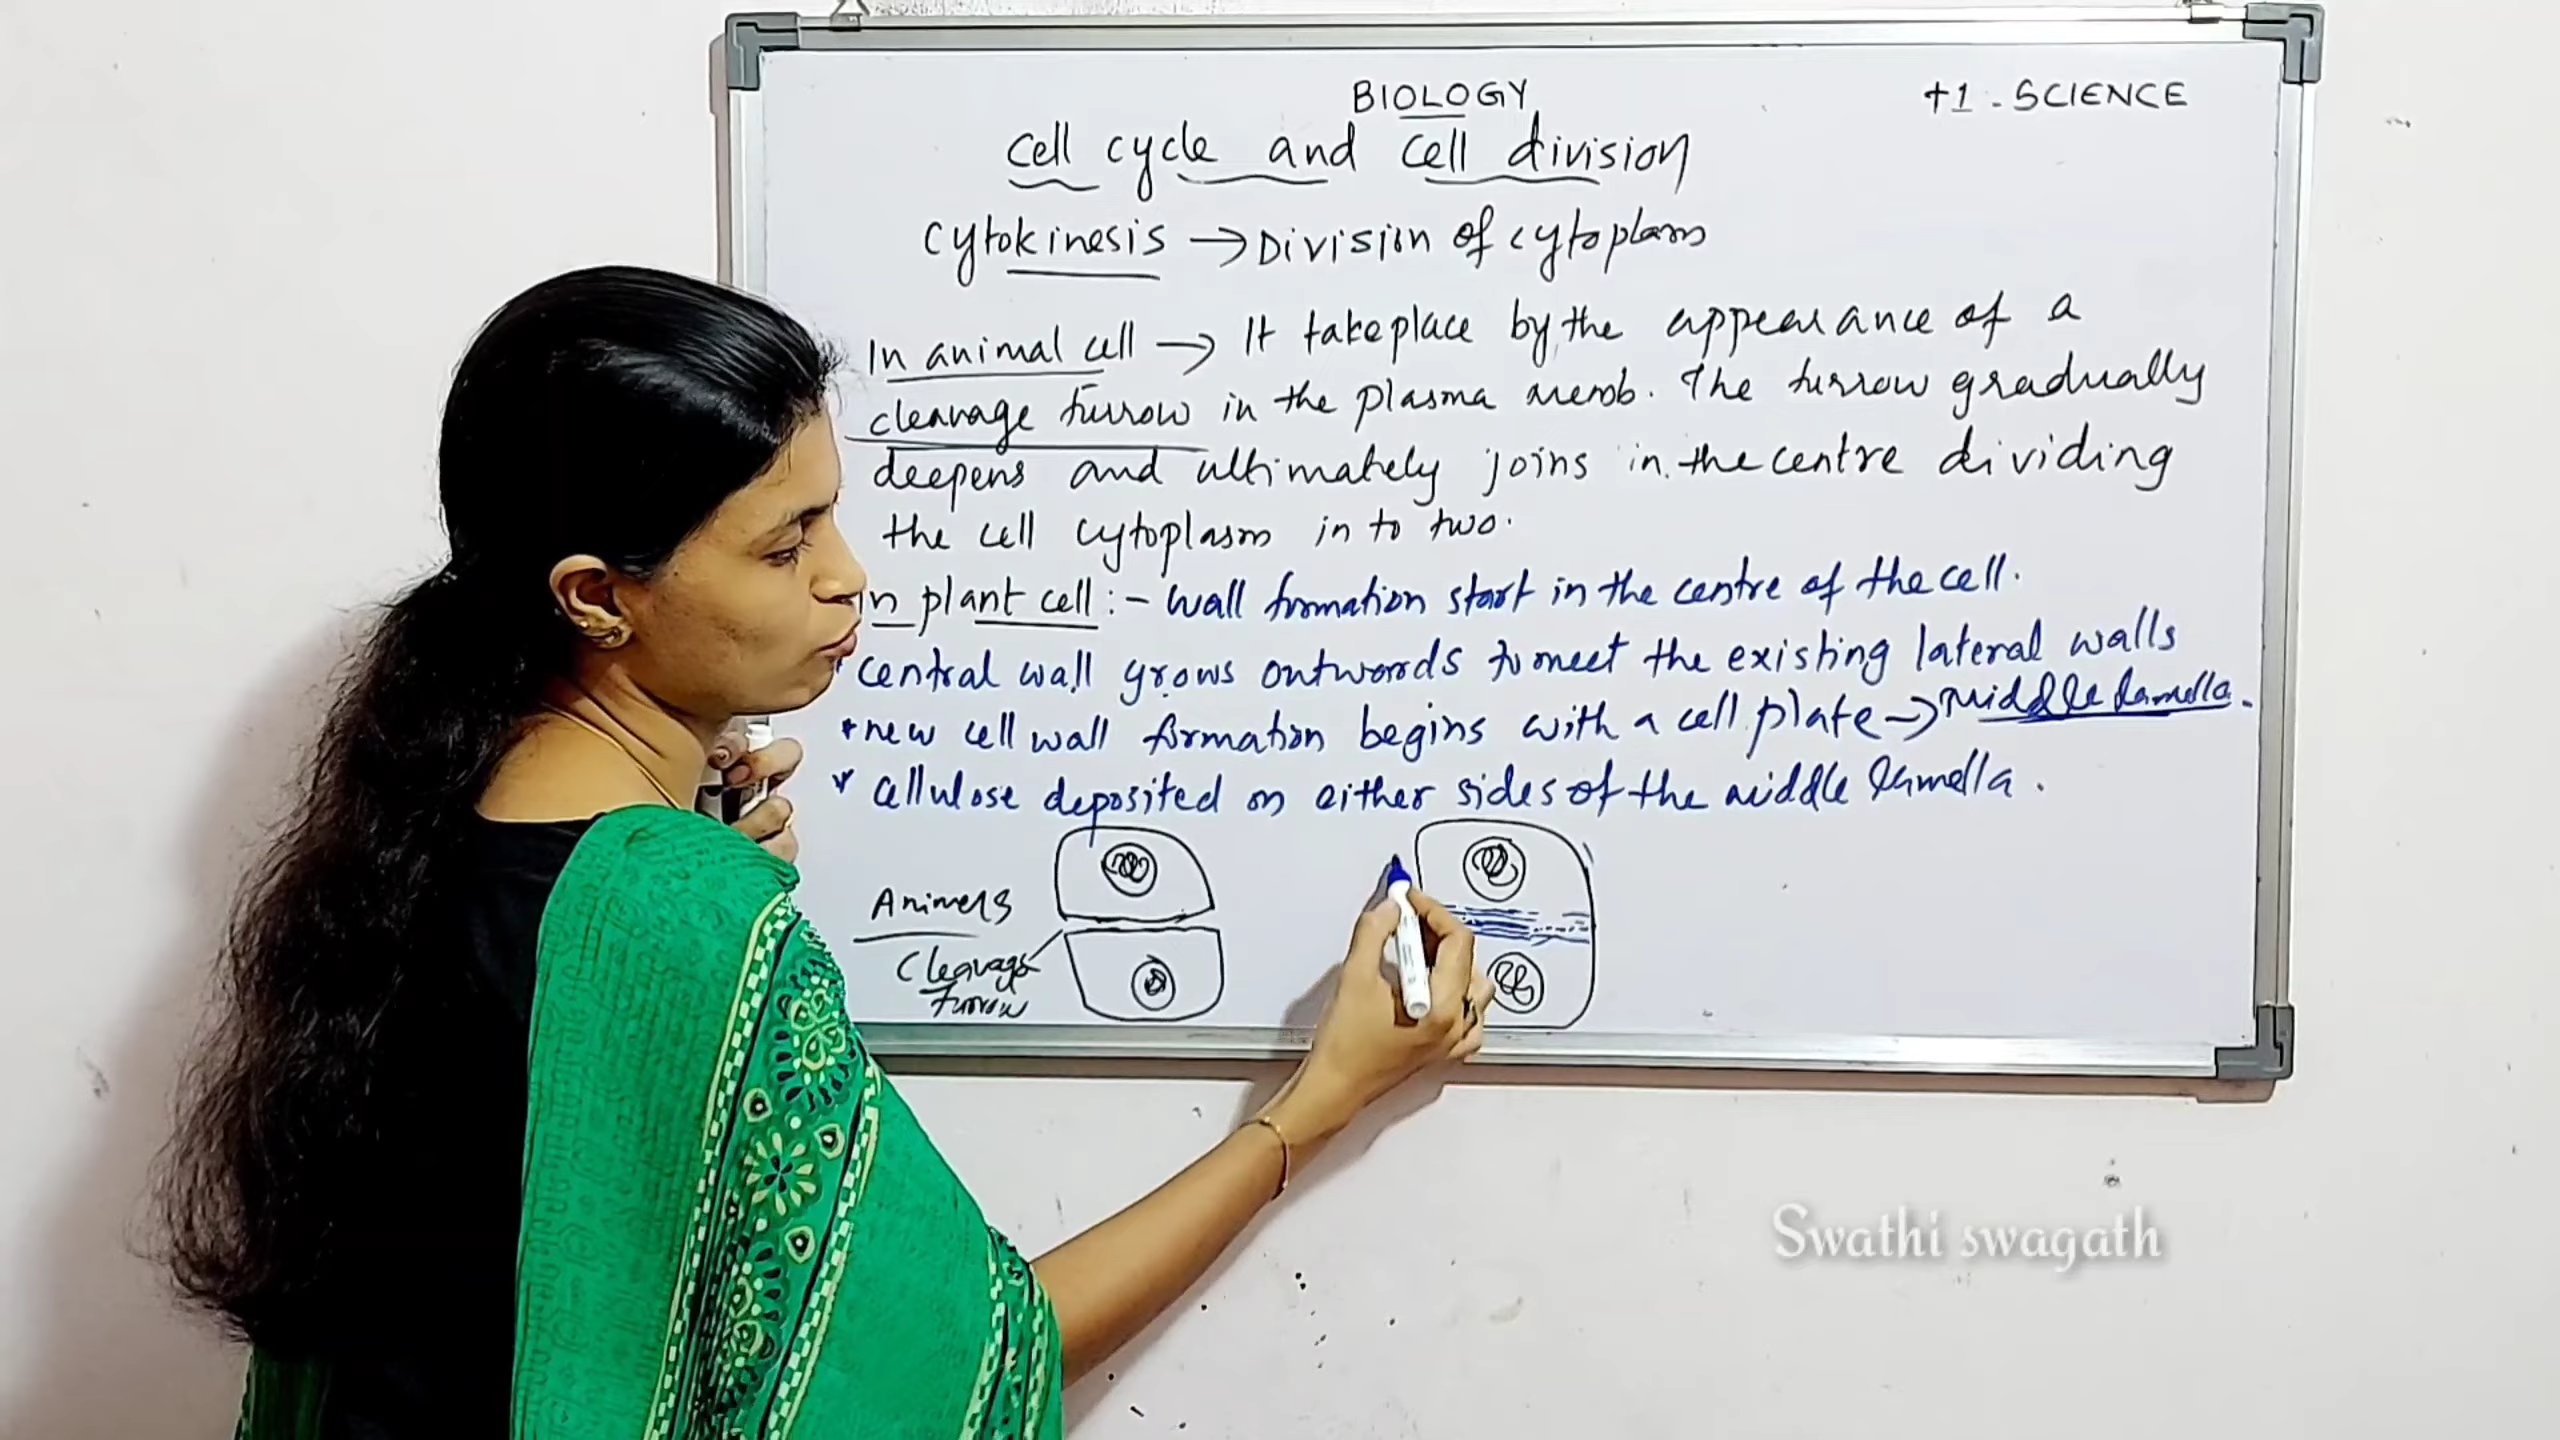 BIOLOGY
+1 - SCIENCE
Cell cycle and cell division
Cytokinesis → Division of cytoplasm
In animal cell → It takeplace by the appearance of a
cleavage furrow in the plasma memb. The furrow gradually
deepens and ultimately joins in the centre dividing
the cell cytoplasm in to two.
In plant cell :- wall formation start in the centre of the cell.
central wall grows outwards to meet the existing lateral walls
* new cell wall formation begins with a cell plate → Middle lamella.
* cellulose deposited on either sides of the middle lamella.
Animals
Cleavage
Furrow
Swathi swagath